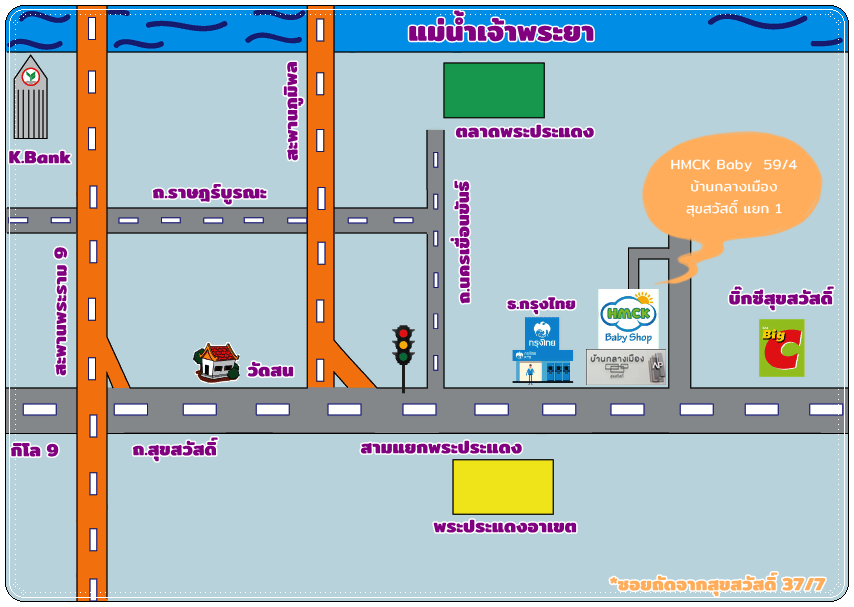 แม่น้ำเจ้าพระยา
สะพานภูมิพล
ตลาดพระประแดง
K.Bank
HMCK Baby 59/4
บ้านกลางเมือง
สุขสวัสดิ์ แยก 1
ถ.ราษฎร์บูรณะ
ถ.นครเขื่อนขันธ์
สะพานพระราม 9
ธ.กรุงไทย
กรุงไทย
HMCK
Baby Shop
บ้านกลางเมือง
บิ๊กซีสุขสวัสดิ์
Big
C
วัดสน
กิโล 9
ถ.สุขสวัสดิ์
สามแยกพระประแดง
พระประแดงอาเขต
*ซอยถัดจากสุขสวัสดิ์ 37/7